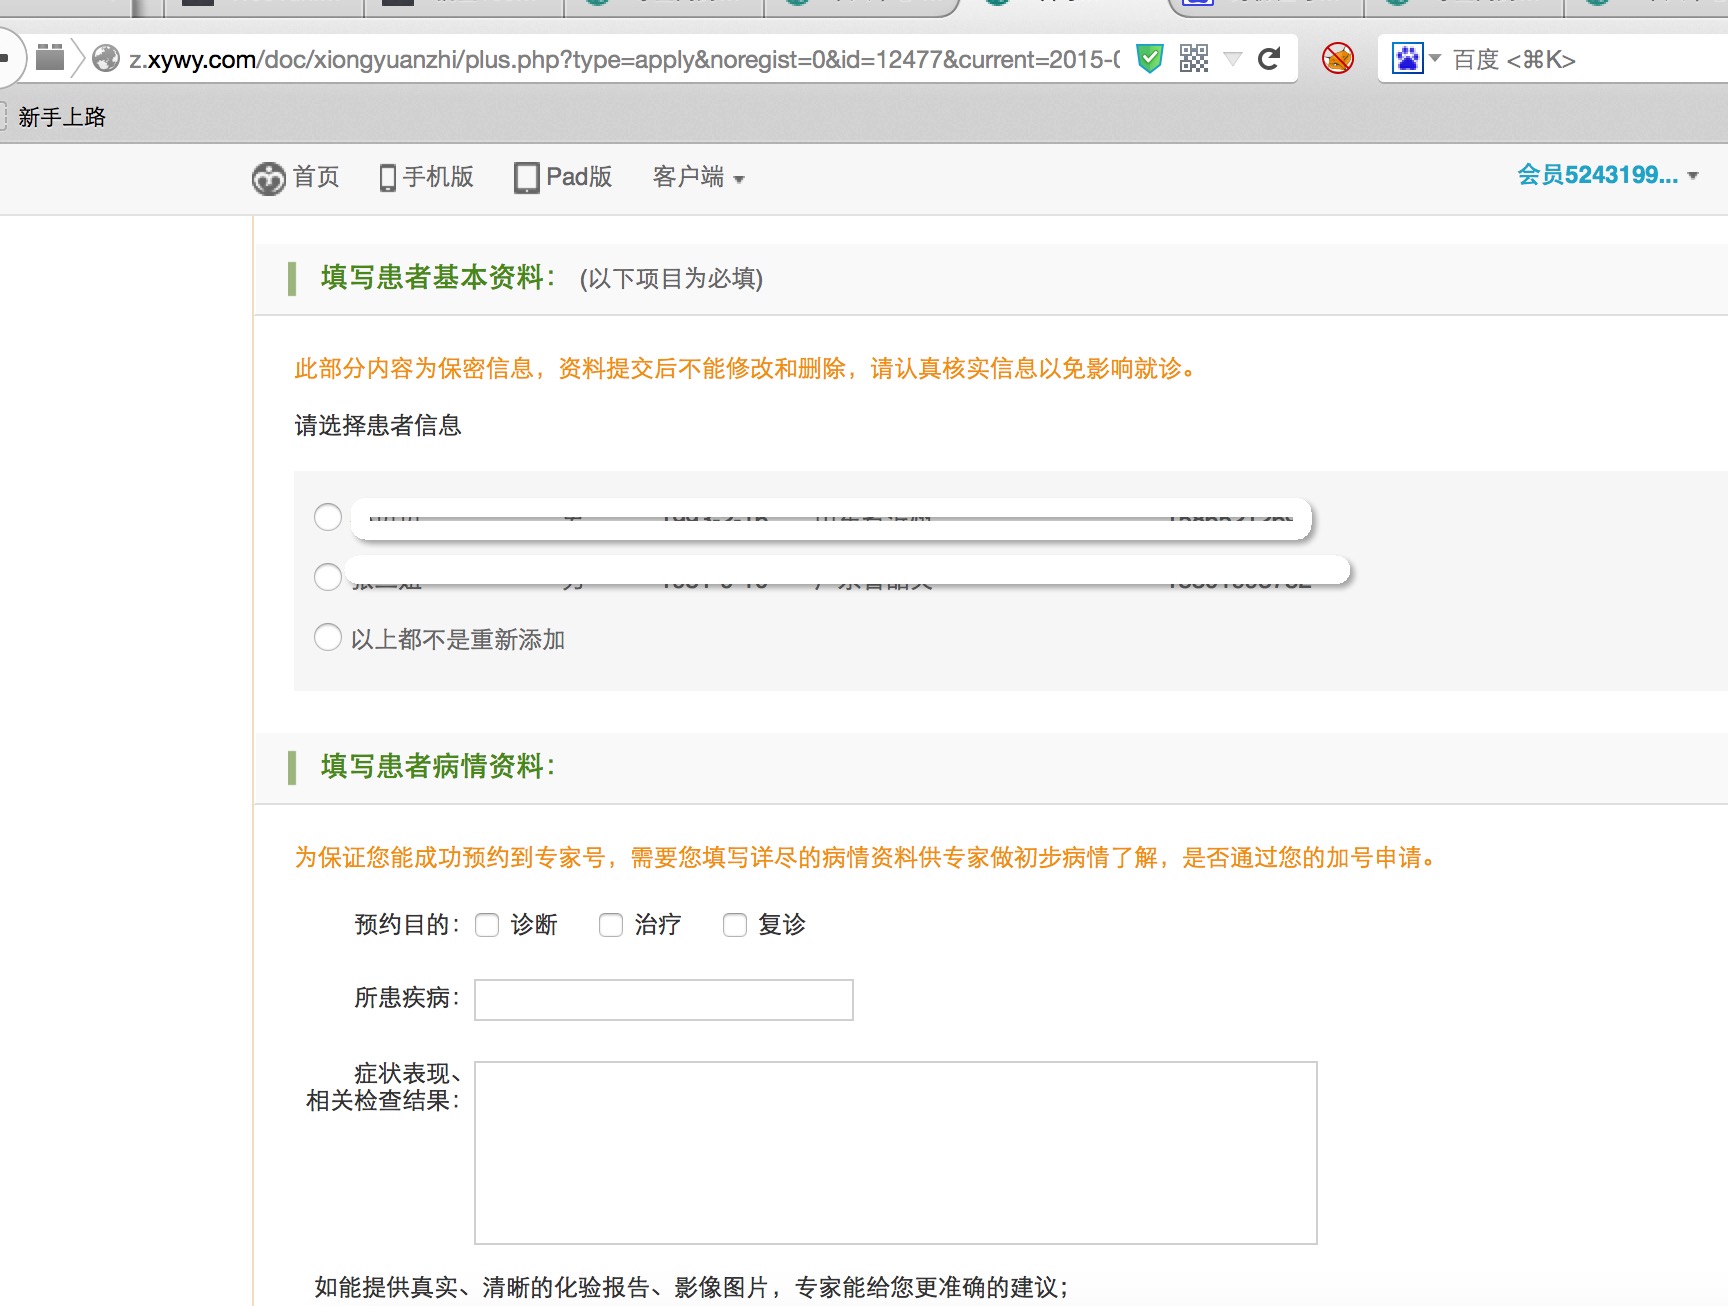 z.xywy.com/doc/xiongyuanzhi/plus.php?type=apply&noregist=0&id=12477&current=2015-0
百度 <⌘K>
新手上路
首页 手机版 Pad版 客户端
会员5243199...
填写患者基本资料： (以下项目为必填)
此部分内容为保密信息，资料提交后不能修改和删除，请认真核实信息以免影响就诊。
请选择患者信息
以上都不是重新添加
填写患者病情资料：
为保证您能成功预约到专家号，需要您填写详尽的病情资料供专家做初步病情了解，是否通过您的加号申请。
预约目的： 诊断 治疗 复诊
所患疾病：
症状表现、
相关检查结果：
如能提供真实、清晰的化验报告、影像图片，专家能给您更准确的建议；